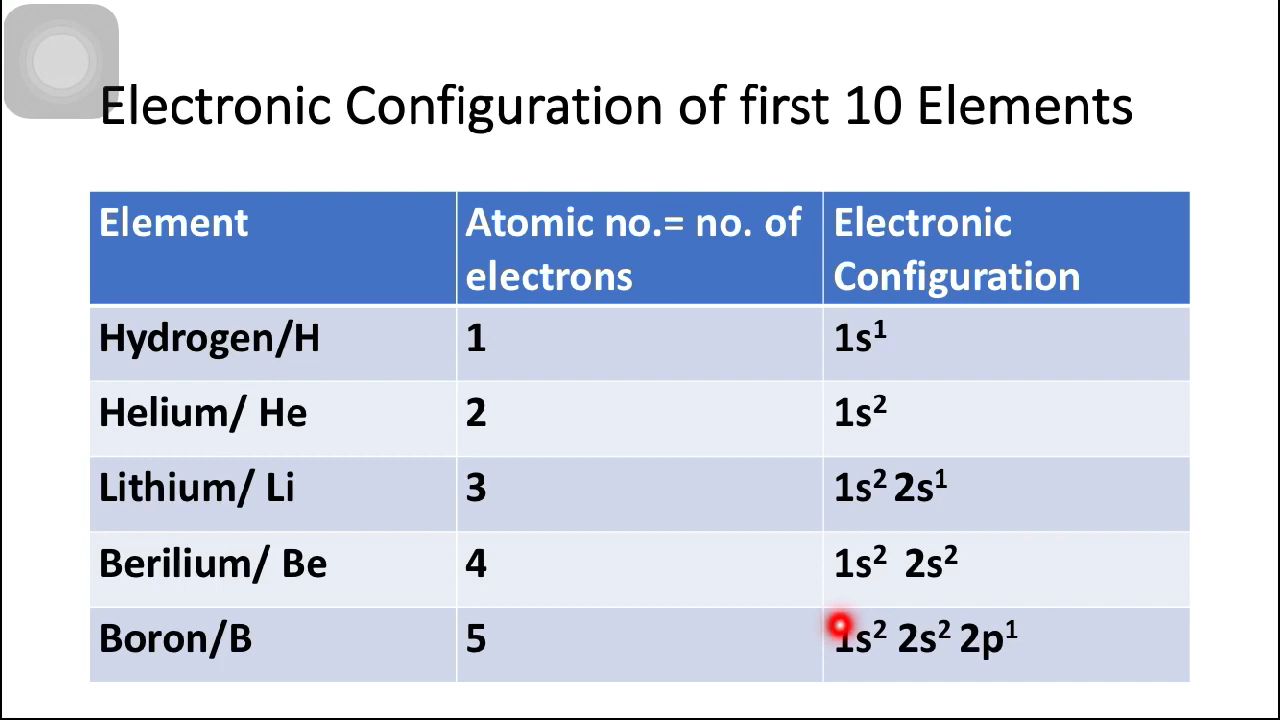 Electronic Configuration of first 10 Elements
Element
Atomic no.= no. of
electrons
Electronic
Configuration
Hydrogen/H
1
1s¹
Helium/ He
2
1s²
Lithium/ Li
3
1s² 2s¹
Berilium/ Be
4
1s² 2s²
Boron/B
5
1s² 2s² 2p¹